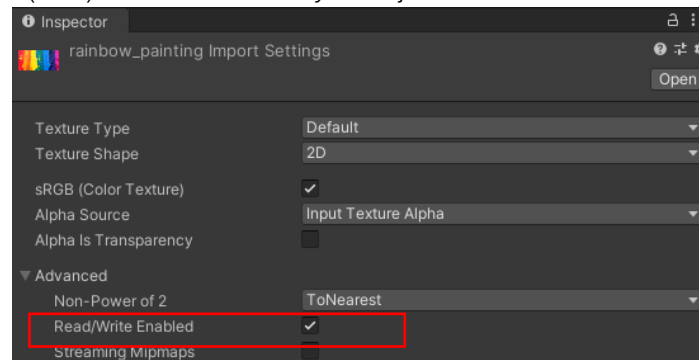 Inspector
rainbow_painting Import Settings
Open
Texture Type Default
Texture Shape 2D
sRGB (Color Texture)
Alpha Source Input Texture Alpha
Alpha Is Transparency
Advanced
Non-Power of 2 ToNearest
Read/Write Enabled
Streaming Mipmaps